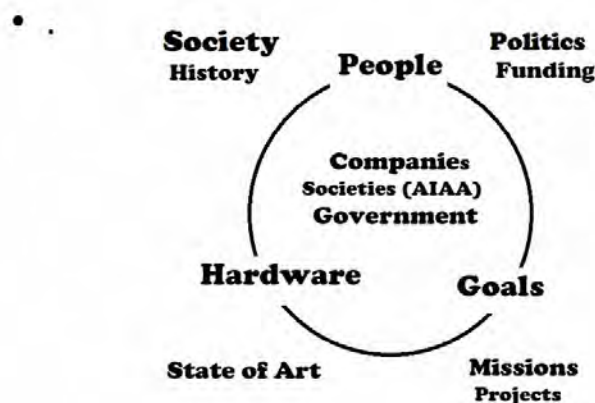 Society
History
People
Politics
Funding
Companies
Societies (AIAA)
Government
Hardware
Goals
State of Art
Missions
Projects